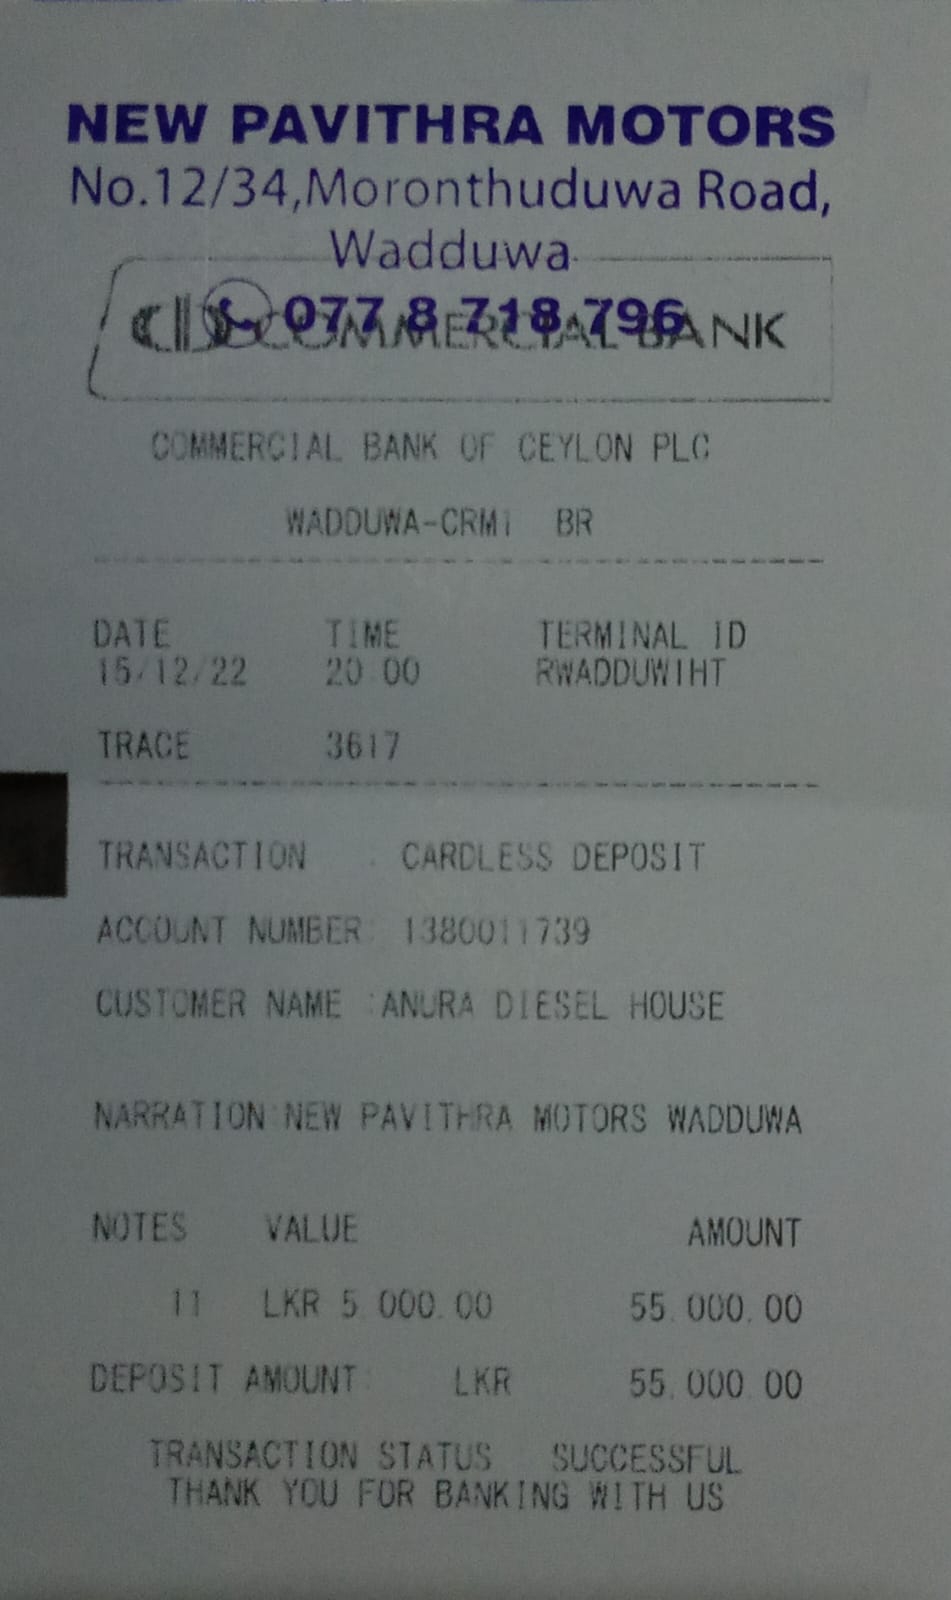 NEW PAVITHRA MOTORS
No.12/34,Moronthuduwa Road,
Wadduwa
077 8 718 796
COMMERCIAL BANK
COMMERCIAL BANK OF CEYLON PLC
WADDUWA-CRM1 BR
DATE TIME TERMINAL ID
15/12/22 20:00 RWADDUW1HT
TRACE 3617
TRANSACTION : CARDLESS DEPOSIT
ACCOUNT NUMBER: 1380011739
CUSTOMER NAME :ANURA DIESEL HOUSE
NARRATION:NEW PAVITHRA MOTORS WADDUWA
NOTES VALUE AMOUNT
11 LKR 5,000.00 55,000.00
DEPOSIT AMOUNT: LKR 55,000.00
TRANSACTION STATUS SUCCESSFUL
THANK YOU FOR BANKING WITH US